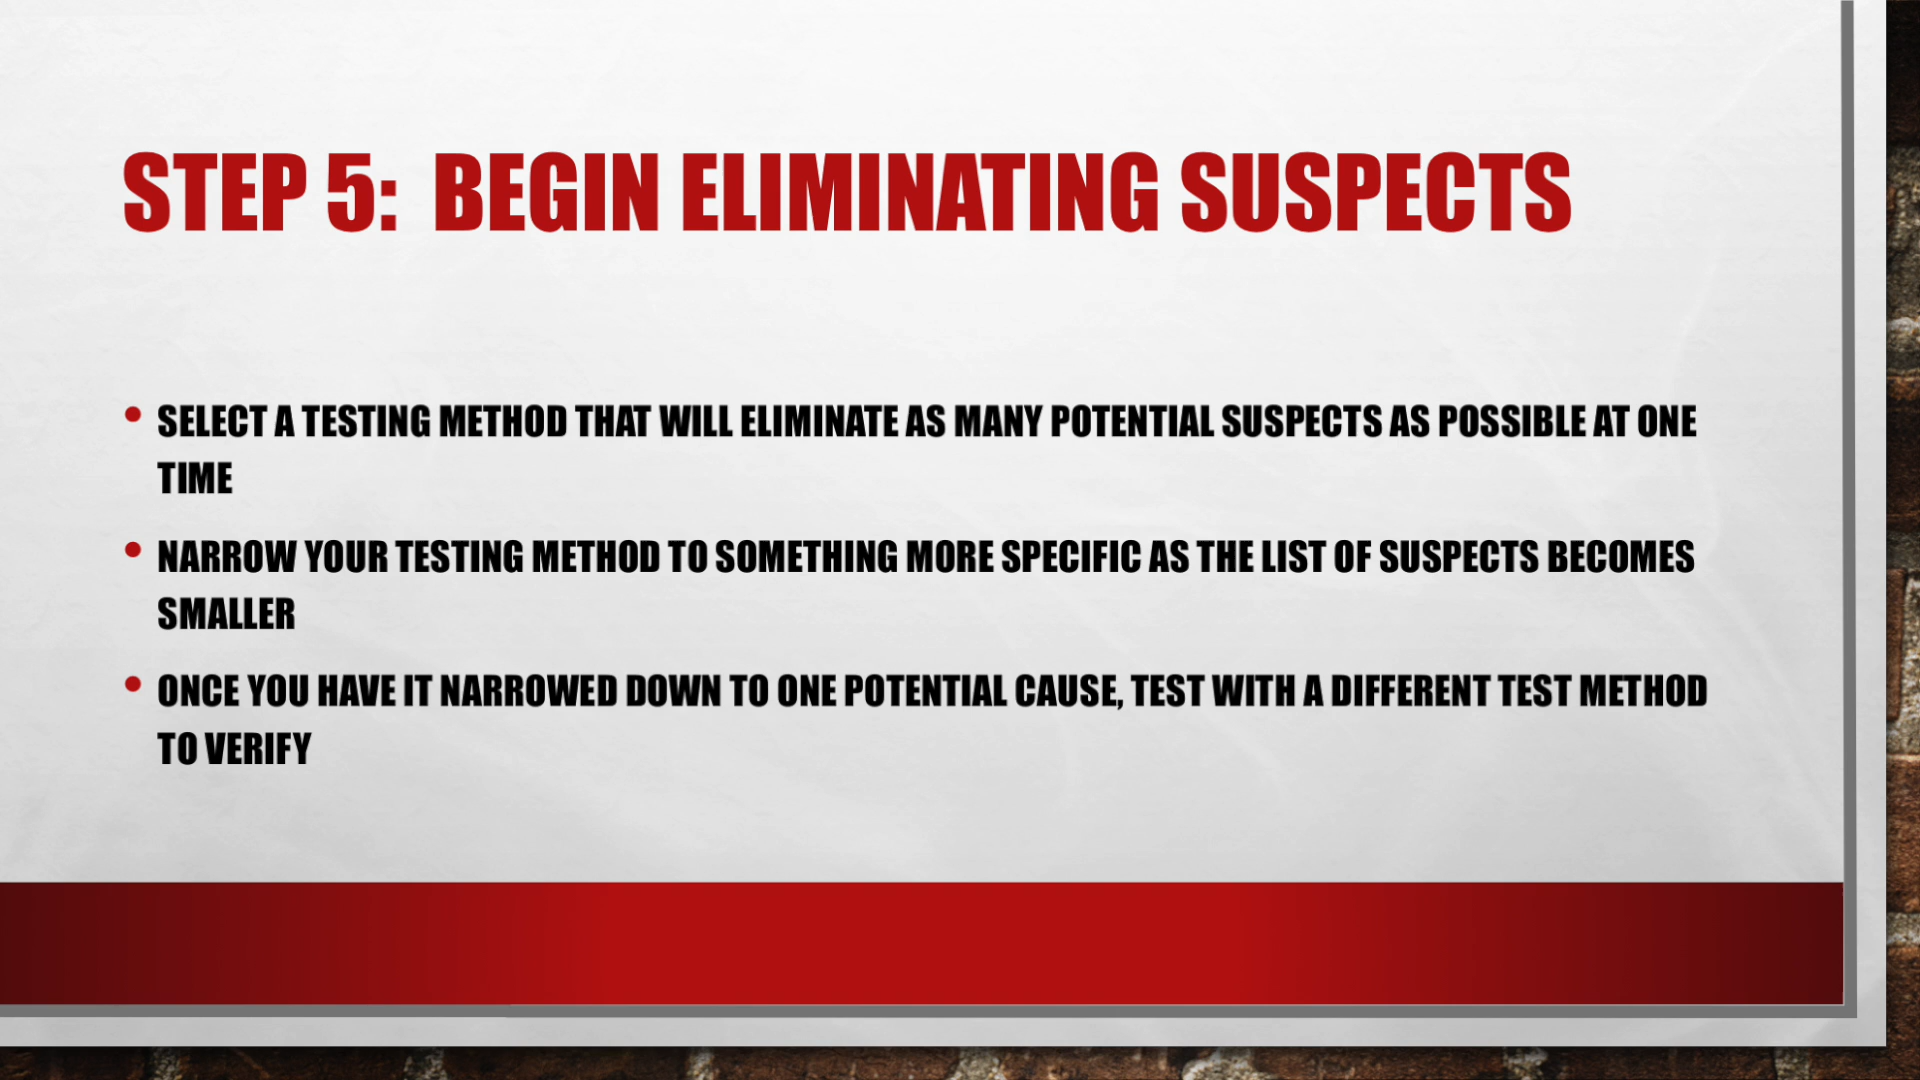 STEP 5:  BEGIN ELIMINATING SUSPECTS
• SELECT A TESTING METHOD THAT WILL ELIMINATE AS MANY POTENTIAL SUSPECTS AS POSSIBLE AT ONE
TIME
• NARROW YOUR TESTING METHOD TO SOMETHING MORE SPECIFIC AS THE LIST OF SUSPECTS BECOMES
SMALLER
• ONCE YOU HAVE IT NARROWED DOWN TO ONE POTENTIAL CAUSE, TEST WITH A DIFFERENT TEST METHOD
TO VERIFY